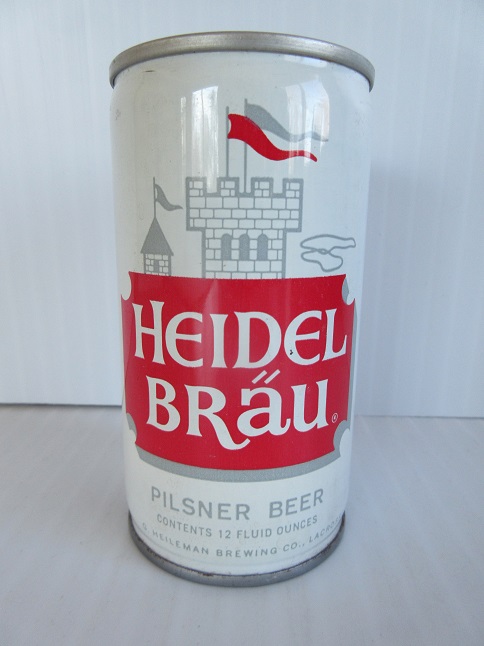 HEIDEL
BRäU®
PILSNER BEER
CONTENTS 12 FLUID OUNCES
G. HEILEMAN BREWING CO.,